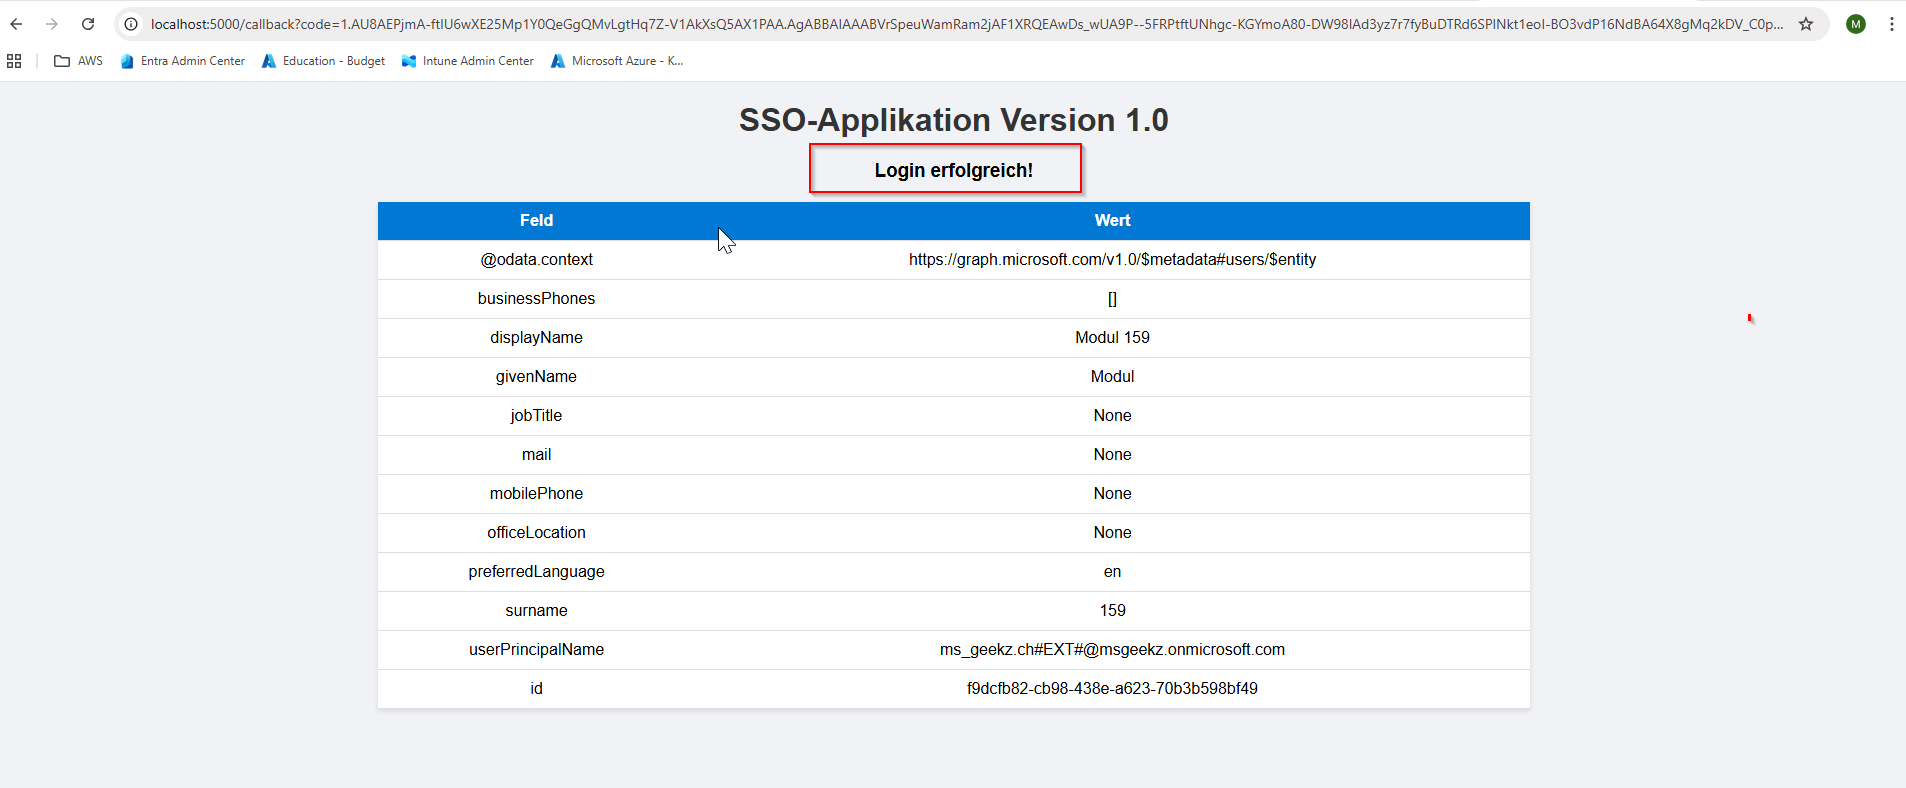 localhost:5000/callback?code=1.AU8AEPjmA-ftIU6wXE25Mp1Y0QeGgQMvLgtHq7Z-V1AkXsQ5AX1PAA.AgABBAIAAABVrSpeuWamRam2jAF1XRQEAwDs_wUA9P--5FRPtftUNhgc-KGYmoA80-DW98lAd3yz7r7fyBuDTRd6SPINkt1eoI-BO3vdP16NdBA64X8gMq2kDV_C0p...
M
AWS Entra Admin Center Education - Budget Intune Admin Center Microsoft Azure - K...
SSO-Applikation Version 1.0
Login erfolgreich!
Feld Wert
@odata.context https://graph.microsoft.com/v1.0/$metadata#users/$entity
businessPhones []
displayName Modul 159
givenName Modul
jobTitle None
mail None
mobilePhone None
officeLocation None
preferredLanguage en
surname 159
userPrincipalName ms_geekz.ch#EXT#@msgeekz.onmicrosoft.com
id f9dcfb82-cb98-438e-a623-70b3b598bf49